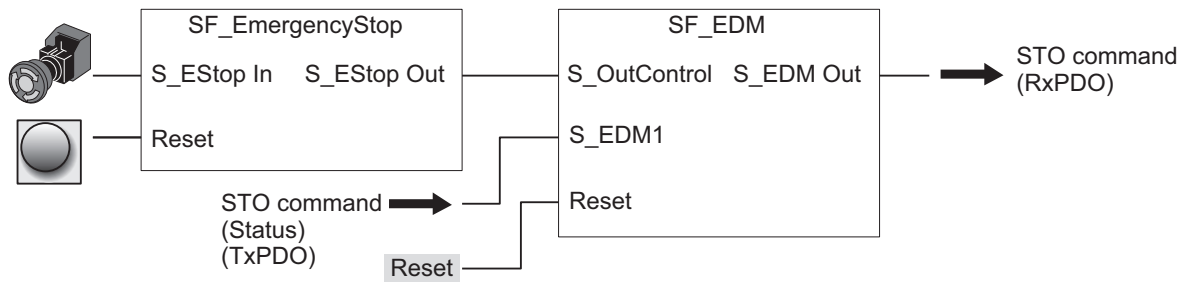 SF_EmergencyStop
SF_EDM
S_EStop In S_EStop Out
S_OutControl S_EDM Out
STO command
(RxPDO)
Reset
S_EDM1
STO command
(Status)
(TxPDO)
Reset
Reset